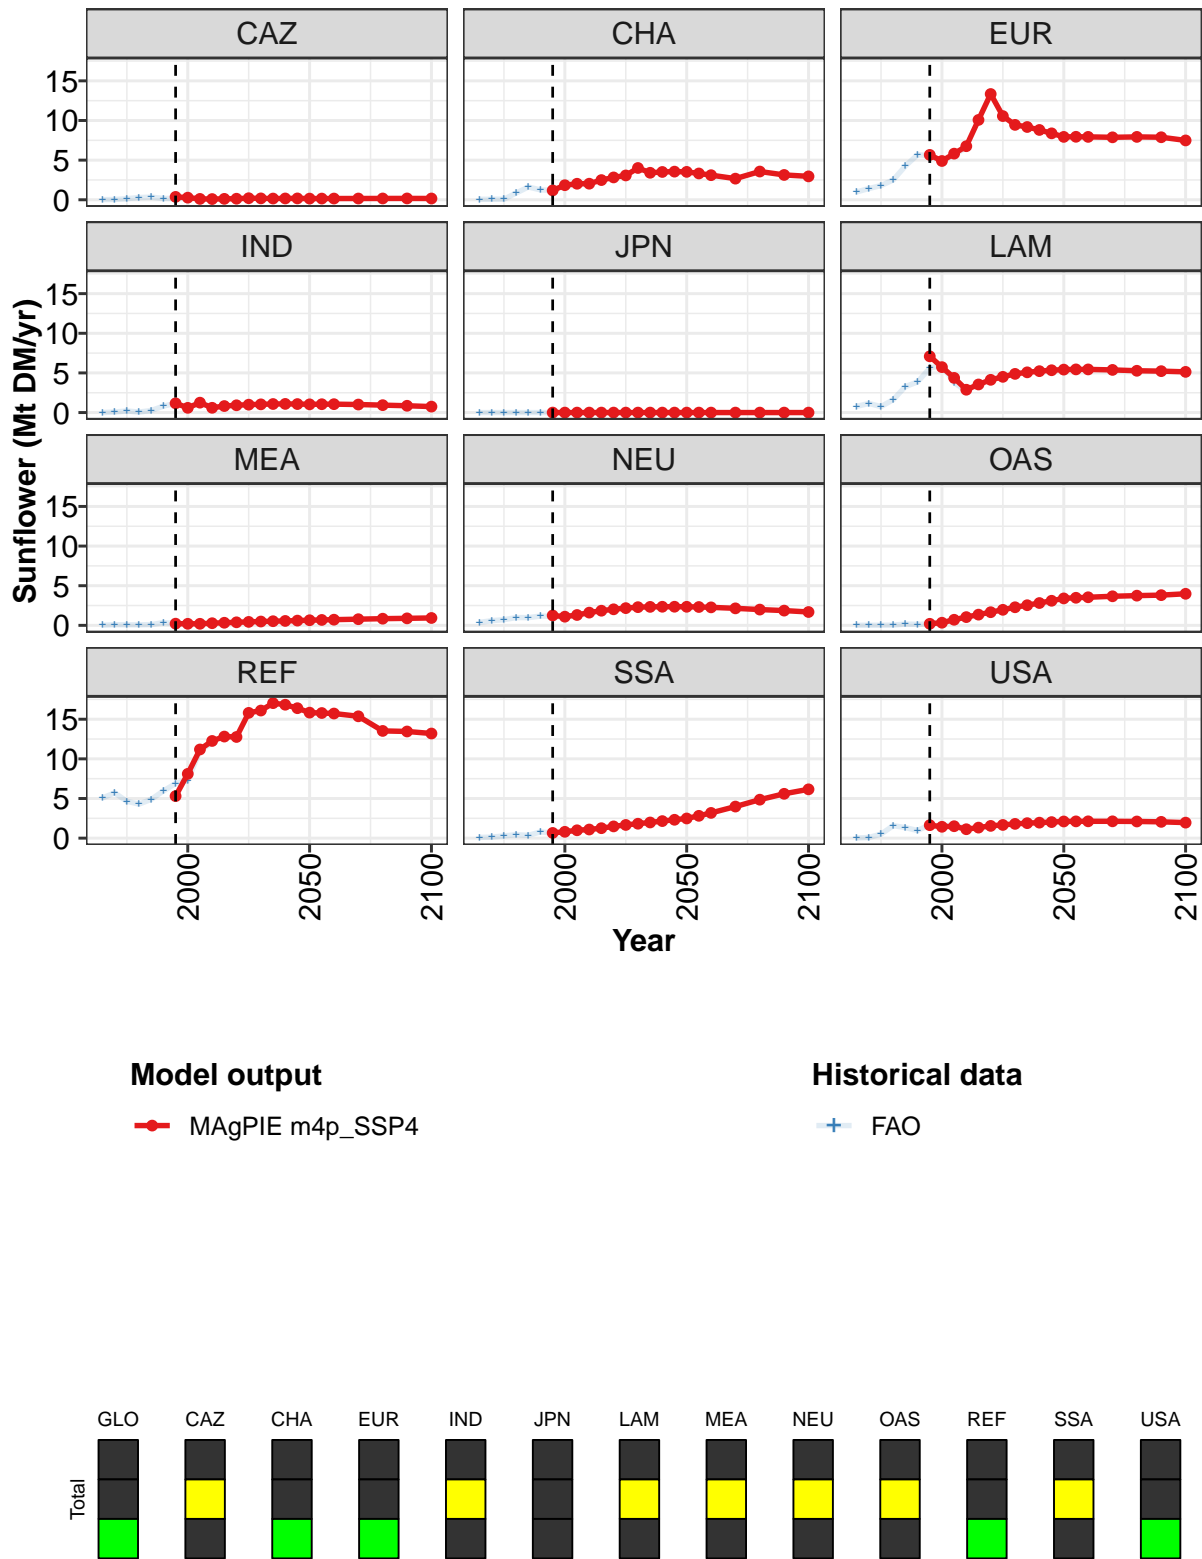 CAZ CHA EUR
15
10
5
0
IND JPN LAM
15
10
5
0
MEA NEU OAS
15
10
5
0
REF SSA USA
15
10
5
0
Sunflower (Mt DM/yr)
2000 2050 2100 2000 2050 2100 2000 2050 2100
Year
Model output Historical data
MAgPIE m4p_SSP4 FAO
GLO CAZ CHA EUR IND JPN LAM MEA NEU OAS REF SSA USA
Total